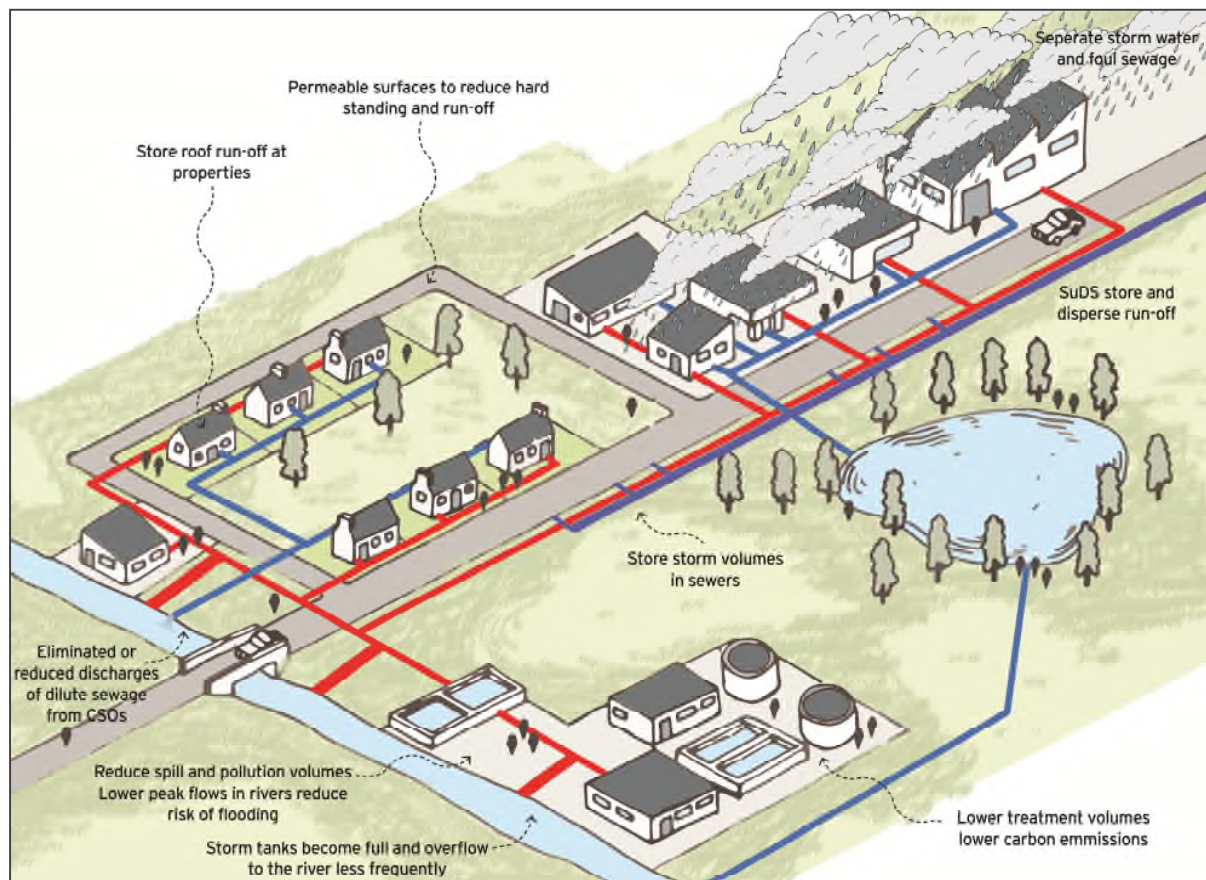 Seperate storm water
and foul sewage
Permeable surfaces to reduce hard
standing and run-off
Store roof run-off at
properties
SuDS store and
disperse run-off
Store storm volumes
in sewers
Eliminated or
reduced discharges
of dilute sewage
from CSOs
Reduce spill and pollution volumes
Lower peak flows in rivers reduce
risk of flooding
Lower treatment volumes
lower carbon emmissions
Storm tanks become full and overflow
to the river less frequently